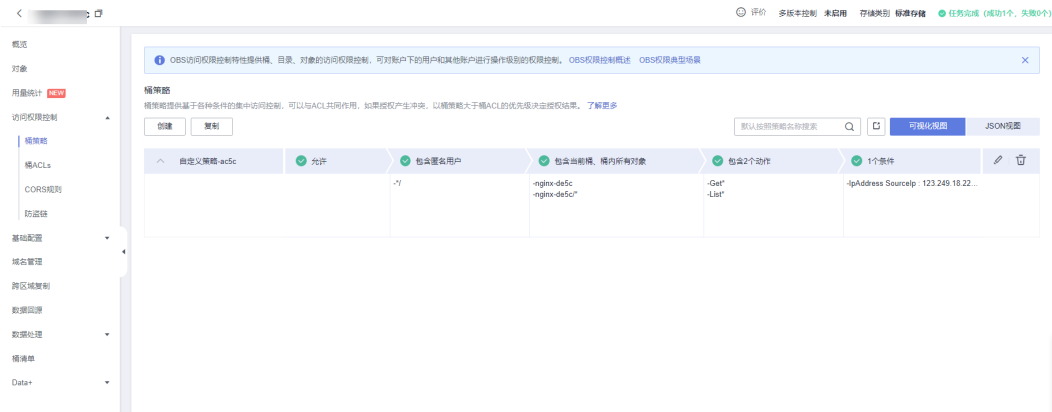 评价 多版本控制 未启用 存储类别 标准存储 任务完成 (成功1个, 失败0个)
概览
对象
用量统计 NEW
访问权限控制
桶策略
桶ACLs
CORS规则
防盗链
基础配置
域名管理
跨区域复制
数据回源
数据处理
桶清单
Data+
OBS访问权限控制特性提供桶、目录、对象的访问权限控制，可对账户下的用户和其他账户进行操作级别的权限控制。 OBS权限控制概述 OBS权限典型场景
桶策略
桶策略提供基于各种条件的集中访问控制，可以与ACL共同作用，如果授权产生冲突，以桶策略大于桶ACL的优先级决定授权结果。 了解更多
创建 复制 默认按照策略名称搜索 可视化视图 JSON视图
自定义策略-ac5c 允许 包含匿名用户 包含当前桶、桶内所有对象 包含2个动作 1个条件
-*/ -nginx-de5c -Get* -IpAddress SourceIp : 123.249.18.22...
-nginx-de5c/* -List*